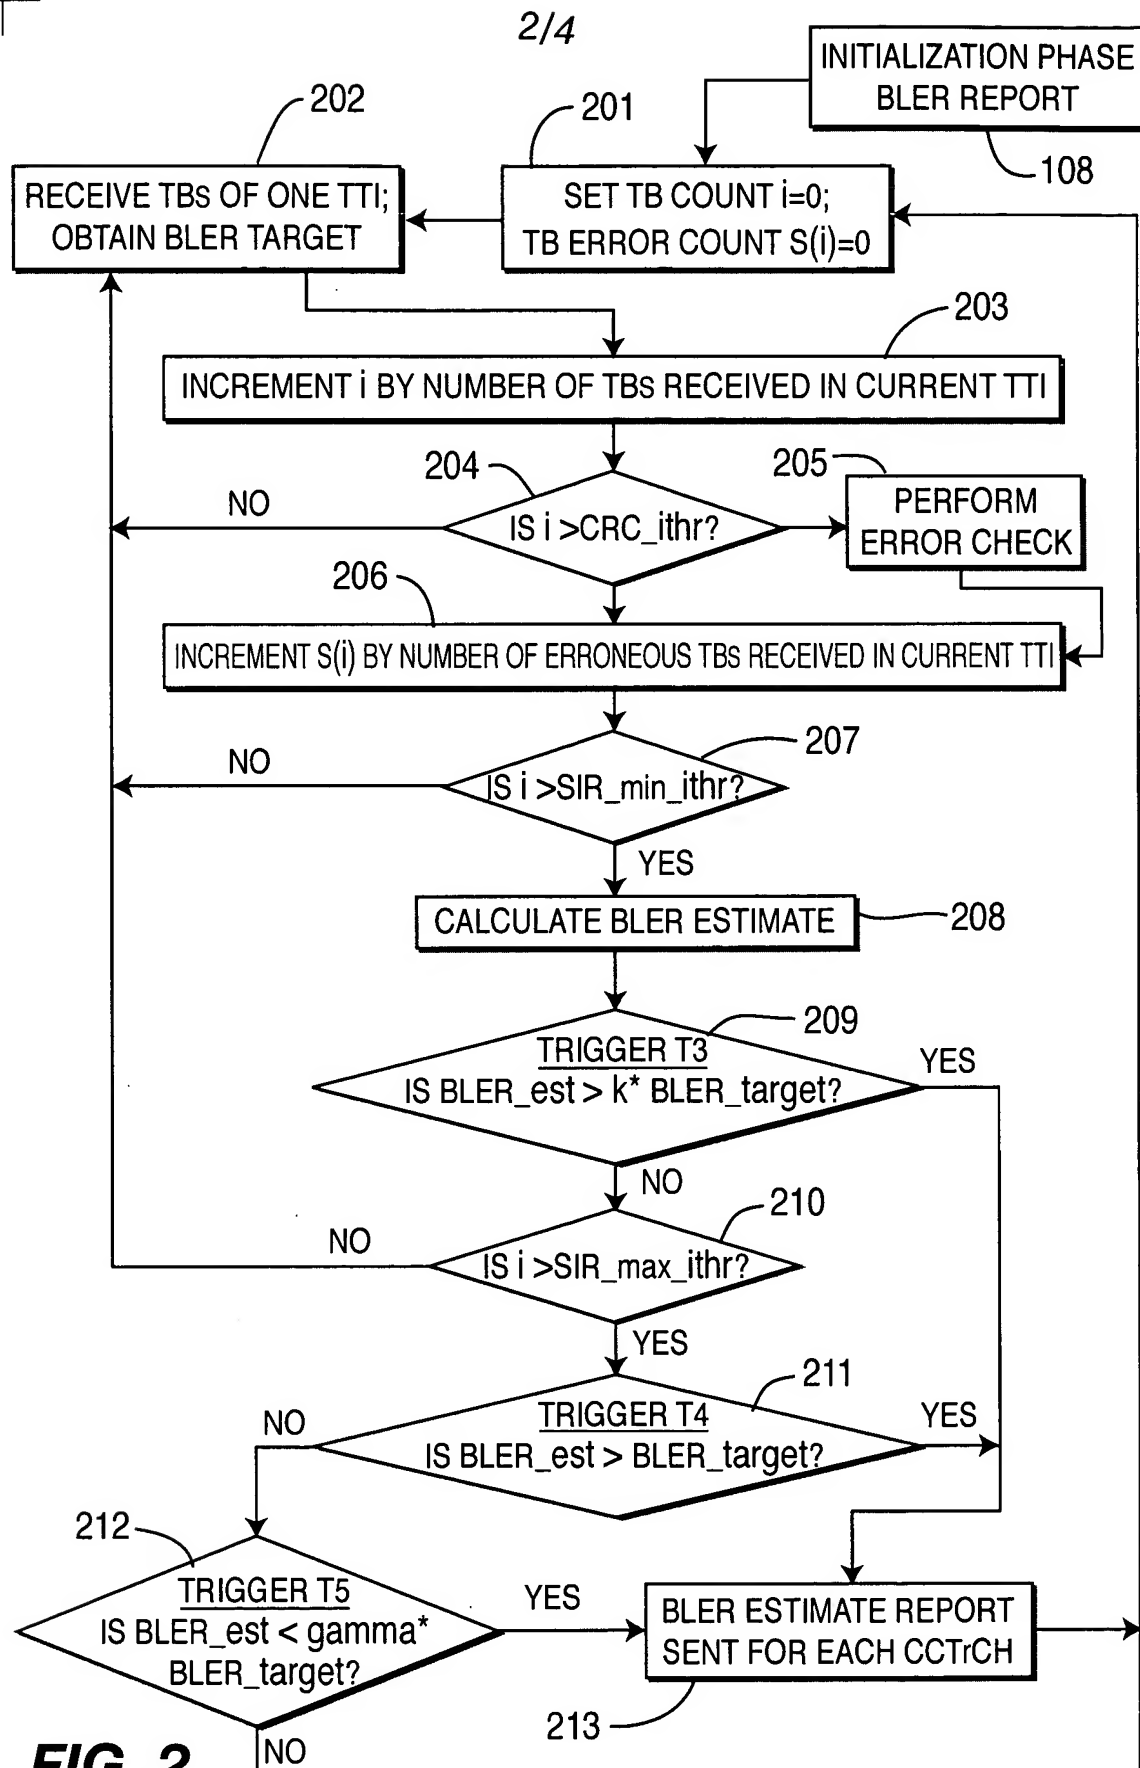 2/4
INITIALIZATION PHASE
BLER REPORT
108
202
201
RECEIVE TBs OF ONE TTI;
OBTAIN BLER TARGET
SET TB COUNT i=0;
TB ERROR COUNT S(i)=0
203
INCREMENT i BY NUMBER OF TBs RECEIVED IN CURRENT TTI
204
205
NO
IS i >CRC_ithr?
PERFORM
ERROR CHECK
206
INCREMENT S(i) BY NUMBER OF ERRONEOUS TBs RECEIVED IN CURRENT TTI
207
NO
IS i >SIR_min_ithr?
YES
CALCULATE BLER ESTIMATE
208
209
TRIGGER T3
IS BLER_est > k* BLER_target?
YES
NO
210
NO
IS i >SIR_max_ithr?
YES
211
NO
TRIGGER T4
IS BLER_est > BLER_target?
YES
212
TRIGGER T5
IS BLER_est < gamma*
BLER_target?
YES
BLER ESTIMATE REPORT
SENT FOR EACH CCTrCH
213
NO
FIG. 2